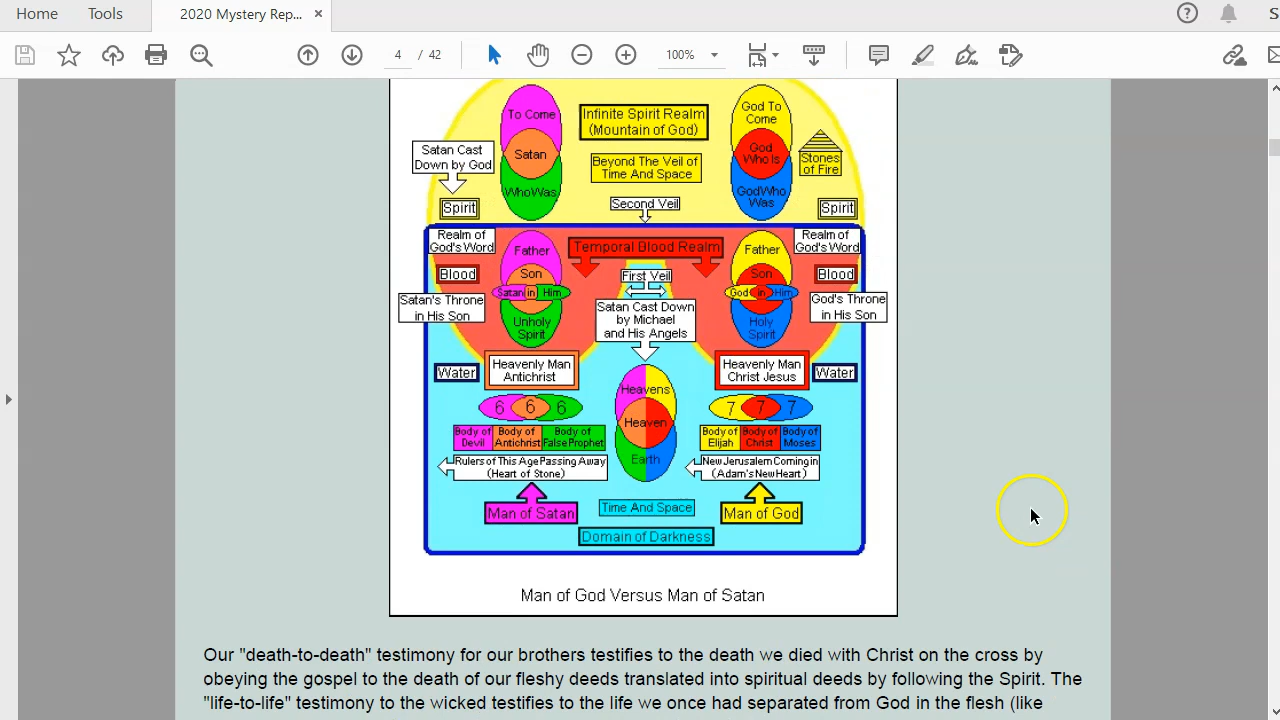 Home
Tools
2020 Mystery Rep...
4 / 42
100%
To Come
Satan
WhoWas
Infinite Spirit Realm
(Mountain of God)
Beyond The Veil of
Time And Space
Second Veil
God To
Come
God
Who Is
GodWho
Was
Stones
of Fire
Satan Cast
Down by God
Spirit
Spirit
Realm of
God's Word
Temporal Blood Realm
Realm of
God's Word
Father
Son
Satan in Him
Unholy
Spirit
Father
Son
God in Him
Holy
Spirit
Blood
First Veil
Blood
Satan's Throne
in His Son
Satan Cast Down
by Michael
and His Angels
God's Throne
in His Son
Water
Heavenly Man
Antichrist
Heavenly Man
Christ Jesus
Water
6 6 6
Heavens
Heaven
Earth
7 7 7
Body of
Devil
Body of
Antichrist
Body of
False Prophet
Body of
Elijah
Body of
Christ
Body of
Moses
Rulers of This Age Passing Away
(Heart of Stone)
New Jerusalem Coming in
(Adam's New Heart)
Man of Satan
Time And Space
Man of God
Domain of Darkness
Man of God Versus Man of Satan
Our "death-to-death" testimony for our brothers testifies to the death we died with Christ on the cross by
obeying the gospel to the death of our fleshy deeds translated into spiritual deeds by following the Spirit. The
"life-to-life" testimony to the wicked testifies to the life we once had separated from God in the flesh (like